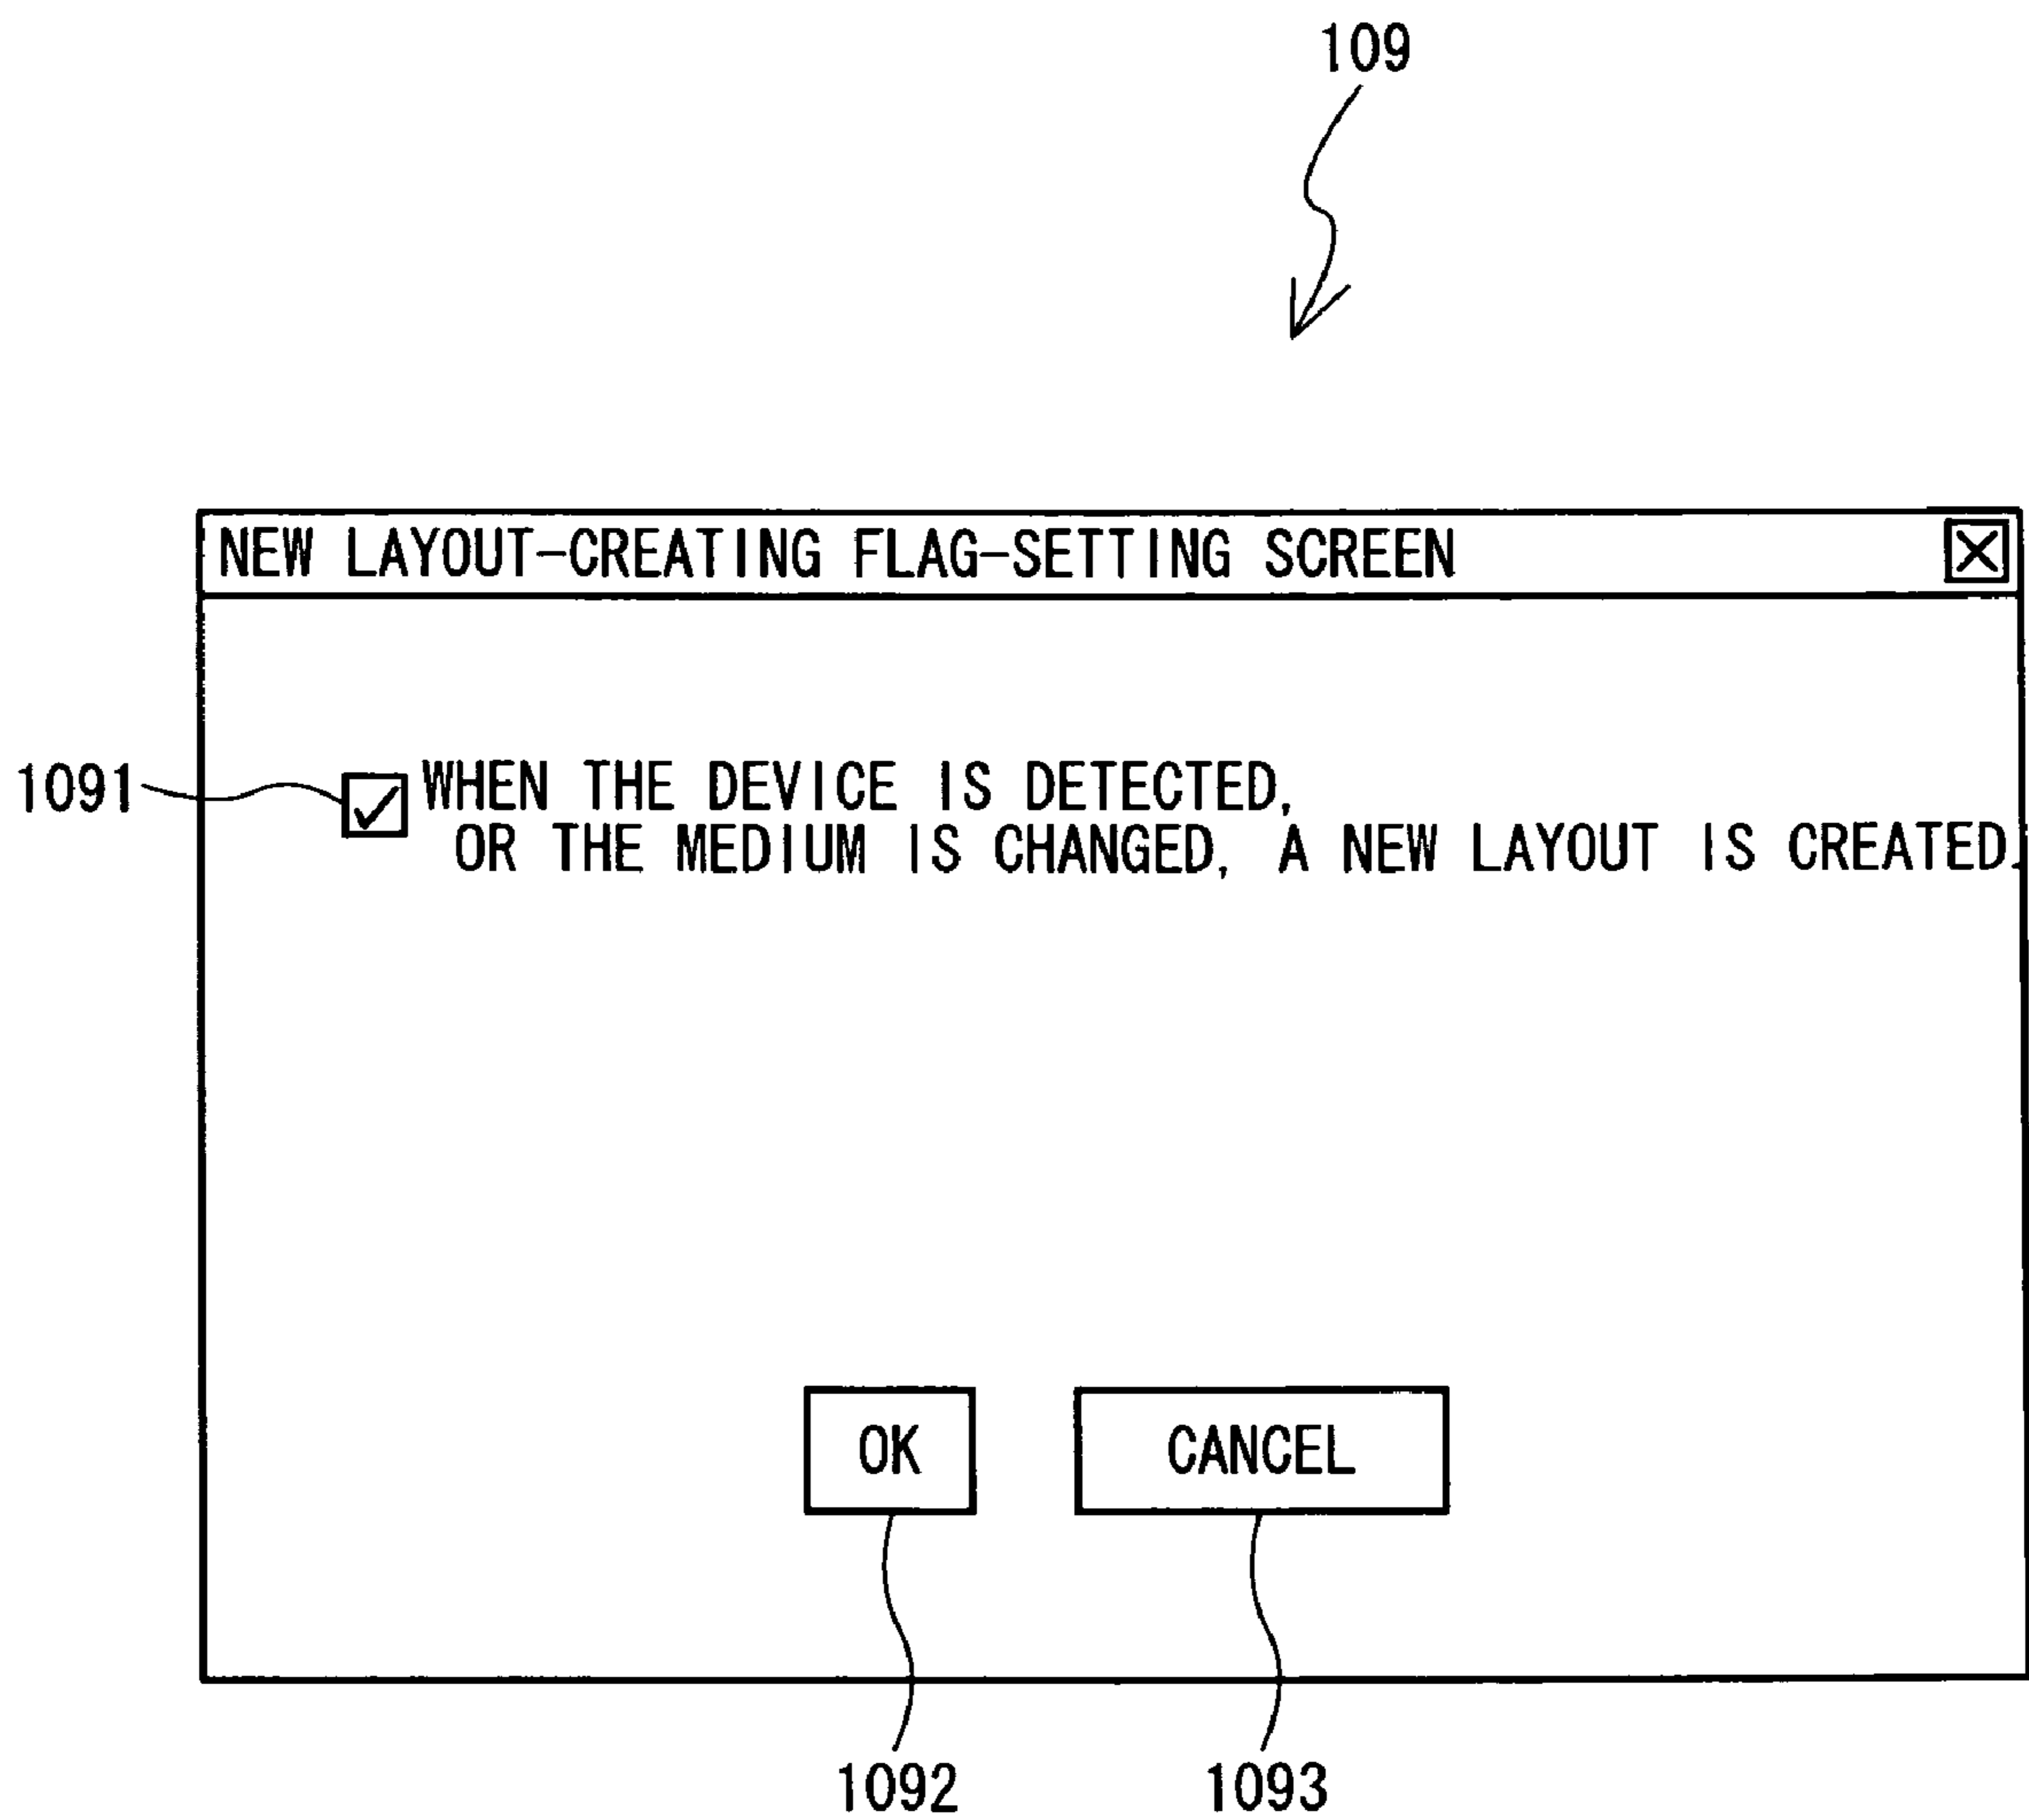 109
NEW LAYOUT-CREATING FLAG-SETTING SCREEN
1091
WHEN THE DEVICE IS DETECTED,
OR THE MEDIUM IS CHANGED, A NEW LAYOUT IS CREATED.
OK
CANCEL
1092
1093